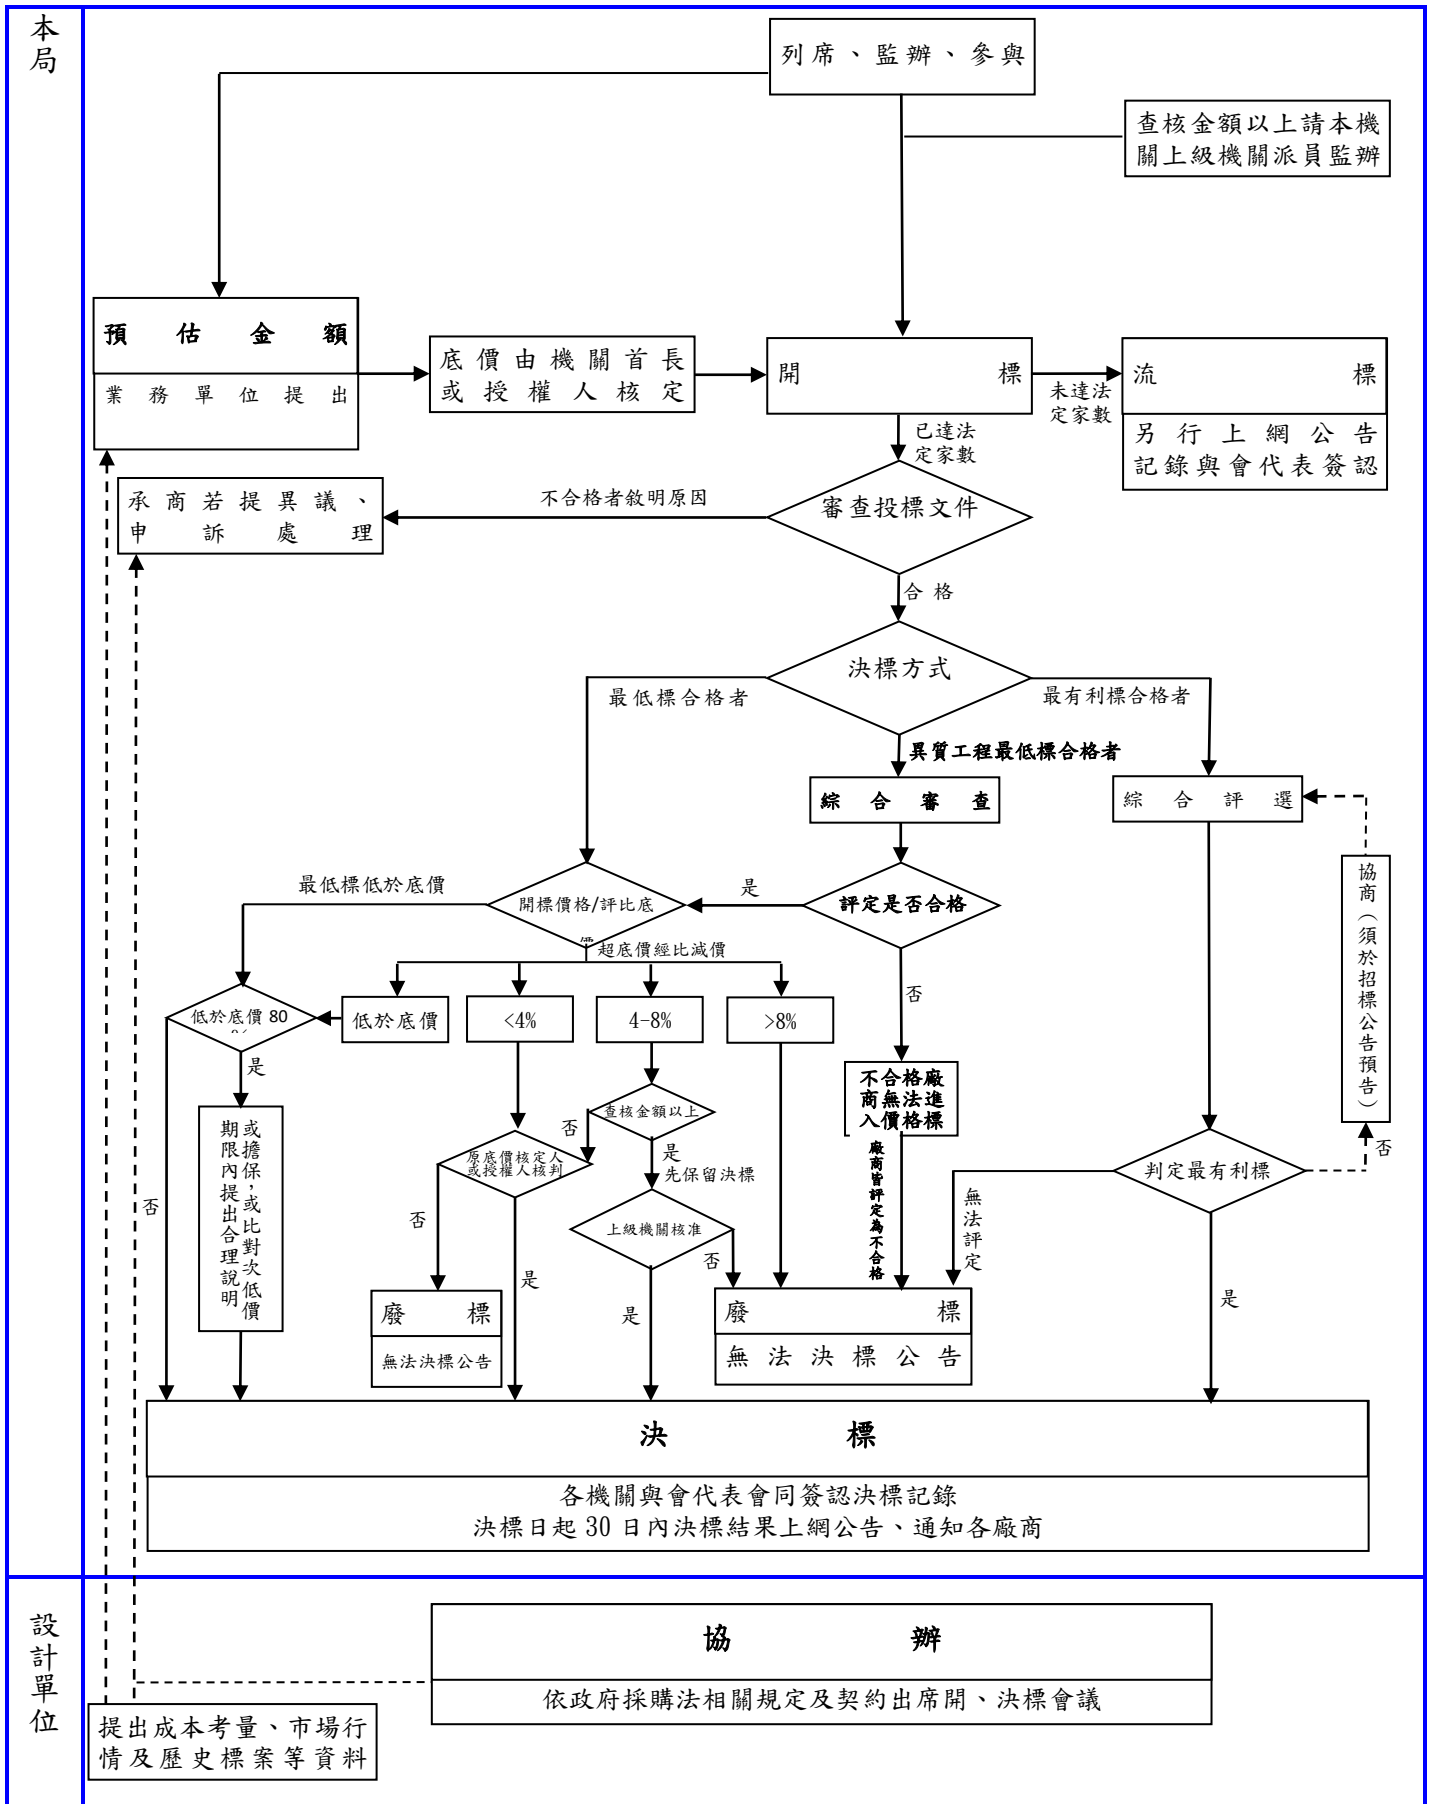 本局
列席、監辦、參與
查核金額以上請本機
關上級機關派員監辦
預估金額
業務單位提出
底價由機關首長
或授權人核定
開標
未達法
定家數
流標
另行上網公告
記錄與會代表簽認
已達法
定家數
承商若提異議、
申訴處理
不合格者敘明原因
審查投標文件
合格
決標方式
最低標合格者
最有利標合格者
異質工程最低標合格者
綜合審查
綜合評選
協商（須於招標公告預告）
最低標低於底價
開標價格/評比底
是
評定是否合格
超底價經比減價
否
低於底價 80
低於底價
<4%
4-8%
>8%
是
不合格廠
商無法進
入價格標
查核金額以上
否
原底價核定人
或授權人核判
是
先保留決標
廠商皆評定為不合格
無法評定
判定最有利標
否
否
期限內提出合理說明
或擔保，或比對次低價
否
上級機關核准
否
是
是
是
廢標
無法決標公告
廢標
無法決標公告
決標
各機關與會代表會同簽認決標記錄
決標日起 30 日內決標結果上網公告、通知各廠商
設計單位
協辦
依政府採購法相關規定及契約出席開、決標會議
提出成本考量、市場行
情及歷史標案等資料